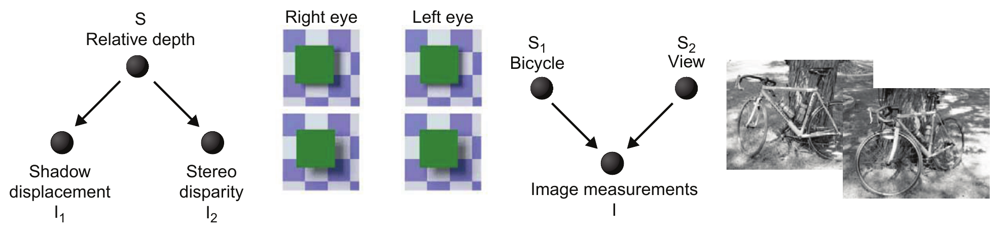 S
Relative depth
Shadow
displacement
I1
Stereo
disparity
I2
Right eye
Left eye
S1
Bicycle
S2
View
Image measurements
I